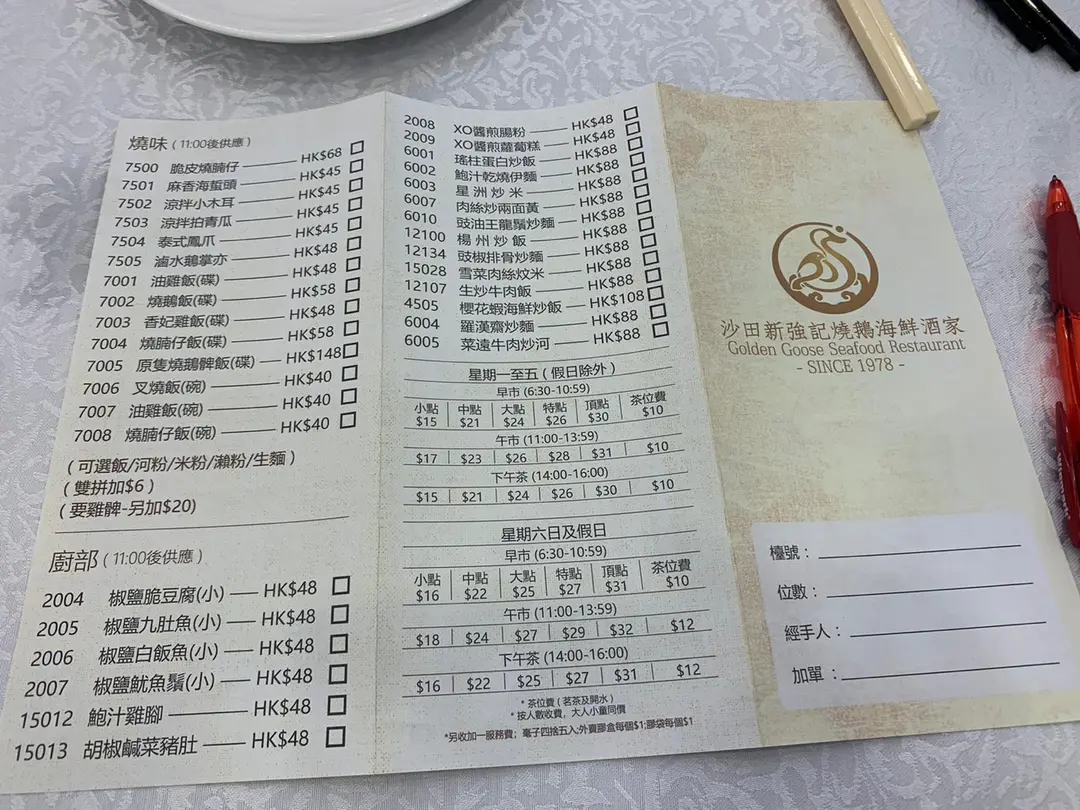 燒味 ( 11:00後供應 )
7500 脆皮燒腩仔 HK$68
7501 麻香海蜇頭 HK$45
7502 涼拌小木耳 HK$45
7503 涼拌拍青瓜 HK$45
7504 泰式鳳爪 HK$45
7505 滷水鵝掌亦 HK$48
7001 油雞飯(碟) HK$48
7002 燒鵝飯(碟) HK$58
7003 香妃雞飯(碟) HK$48
7004 燒腩仔飯(碟) HK$58
7005 原隻燒鵝髀飯(碟) HK$148
7006 叉燒飯(碗) HK$40
7007 油雞飯(碗) HK$40
7008 燒腩仔飯(碗) HK$40
( 可選飯/河粉/米粉/瀨粉/生麵 )
( 雙拼加$6 )
( 要雞髀-另加$20)
廚部 ( 11:00後供應 )
2004 椒鹽脆豆腐(小) HK$48
2005 椒鹽九肚魚(小) HK$48
2006 椒鹽白飯魚(小) HK$48
2007 椒鹽魷魚鬚(小) HK$48
15012 鮑汁雞腳 HK$48
15013 胡椒鹹菜豬肚 HK$48
2008 XO醬煎腸粉 HK$48
2009 XO醬煎蘿蔔糕 HK$48
6001 瑤柱蛋白炒飯 HK$88
6002 鮑汁乾燒伊麵 HK$88
6003 星洲炒米 HK$88
6007 肉絲炒兩面黃 HK$88
6010 豉油王龍鬚炒麵 HK$88
12100 楊州炒飯 HK$88
12134 豉椒排骨炒麵 HK$88
15028 雪菜肉絲炆米 HK$88
12107 生炒牛肉飯 HK$88
4505 櫻花蝦海鮮炒飯 HK$108
6004 羅漢齋炒麵 HK$88
6005 菜遠牛肉炒河 HK$88
星期一至五 ( 假日除外 )
早市 (6:30-10:59)
小點 中點 大點 特點 頂點 茶位費
$15 $21 $24 $26 $30 $10
午市 (11:00-13:59)
$17 $23 $26 $28 $31 $10
下午茶 (14:00-16:00)
$15 $21 $24 $26 $30 $10
星期六日及假日
早市 (6:30-10:59)
小點 中點 大點 特點 頂點 茶位費
$16 $22 $25 $27 $31 $10
午市 (11:00-13:59)
$18 $24 $27 $29 $32 $12
下午茶 (14:00-16:00)
$16 $22 $25 $27 $31 $12
* 茶位費 ( 茗茶及開水 )
* 按人數收費，大人小童同價
*另收加一服務費；毫子四捨五入;外賣膠盒每個$1;膠袋每個$1
沙田新強記燒鵝海鮮酒家
Golden Goose Seafood Restaurant
- SINCE 1978 -
檯號：
位數：
經手人：
加單：